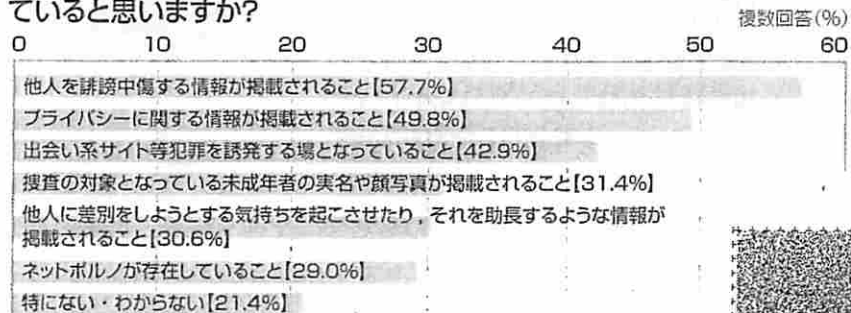 ていると思いますか?
複数回答(%)
0 10 20 30 40 50 60
他人を誹謗中傷する情報が掲載されること【57.7%】
プライバシーに関する情報が掲載されること【49.8%】
出会い系サイト等犯罪を誘発する場となっていること【42.9%】
捜査の対象となっている未成年者の実名や顔写真が掲載されること【31.4%】
他人に差別をしようとする気持ちを起こさせたり，それを助長するような情報が
掲載されること【30.6%】
ネットポルノが存在していること【29.0%】
特にない・わからない【21.4%】